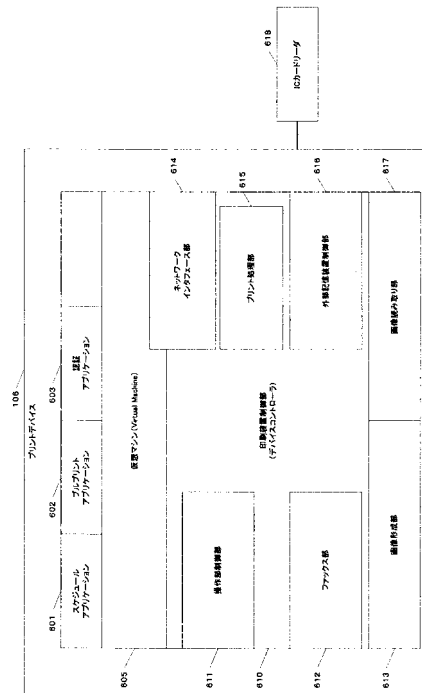 106
プリントデバイス
601
602
603
スケジュール
アプリケーション
プルプリント
アプリケーション
認証
アプリケーション
605
仮想マシン(Virtual Machine)
614
ネットワーク
インタフェース部
611
操作部制御部
610
印刷装置制御部
(デバイスコントローラ)
615
プリント処理部
612
ファックス部
616
外部記憶装置制御部
613
画像形成部
617
画像読み取り部
618
ICカードリーダ